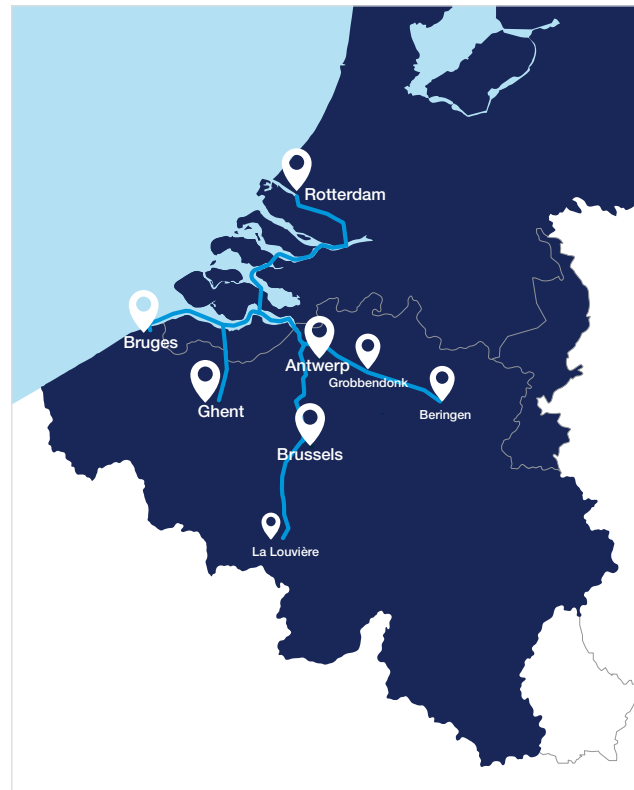 Rotterdam
Bruges
Antwerp
Grobbendonk
Ghent
Beringen
Brussels
La Louvière